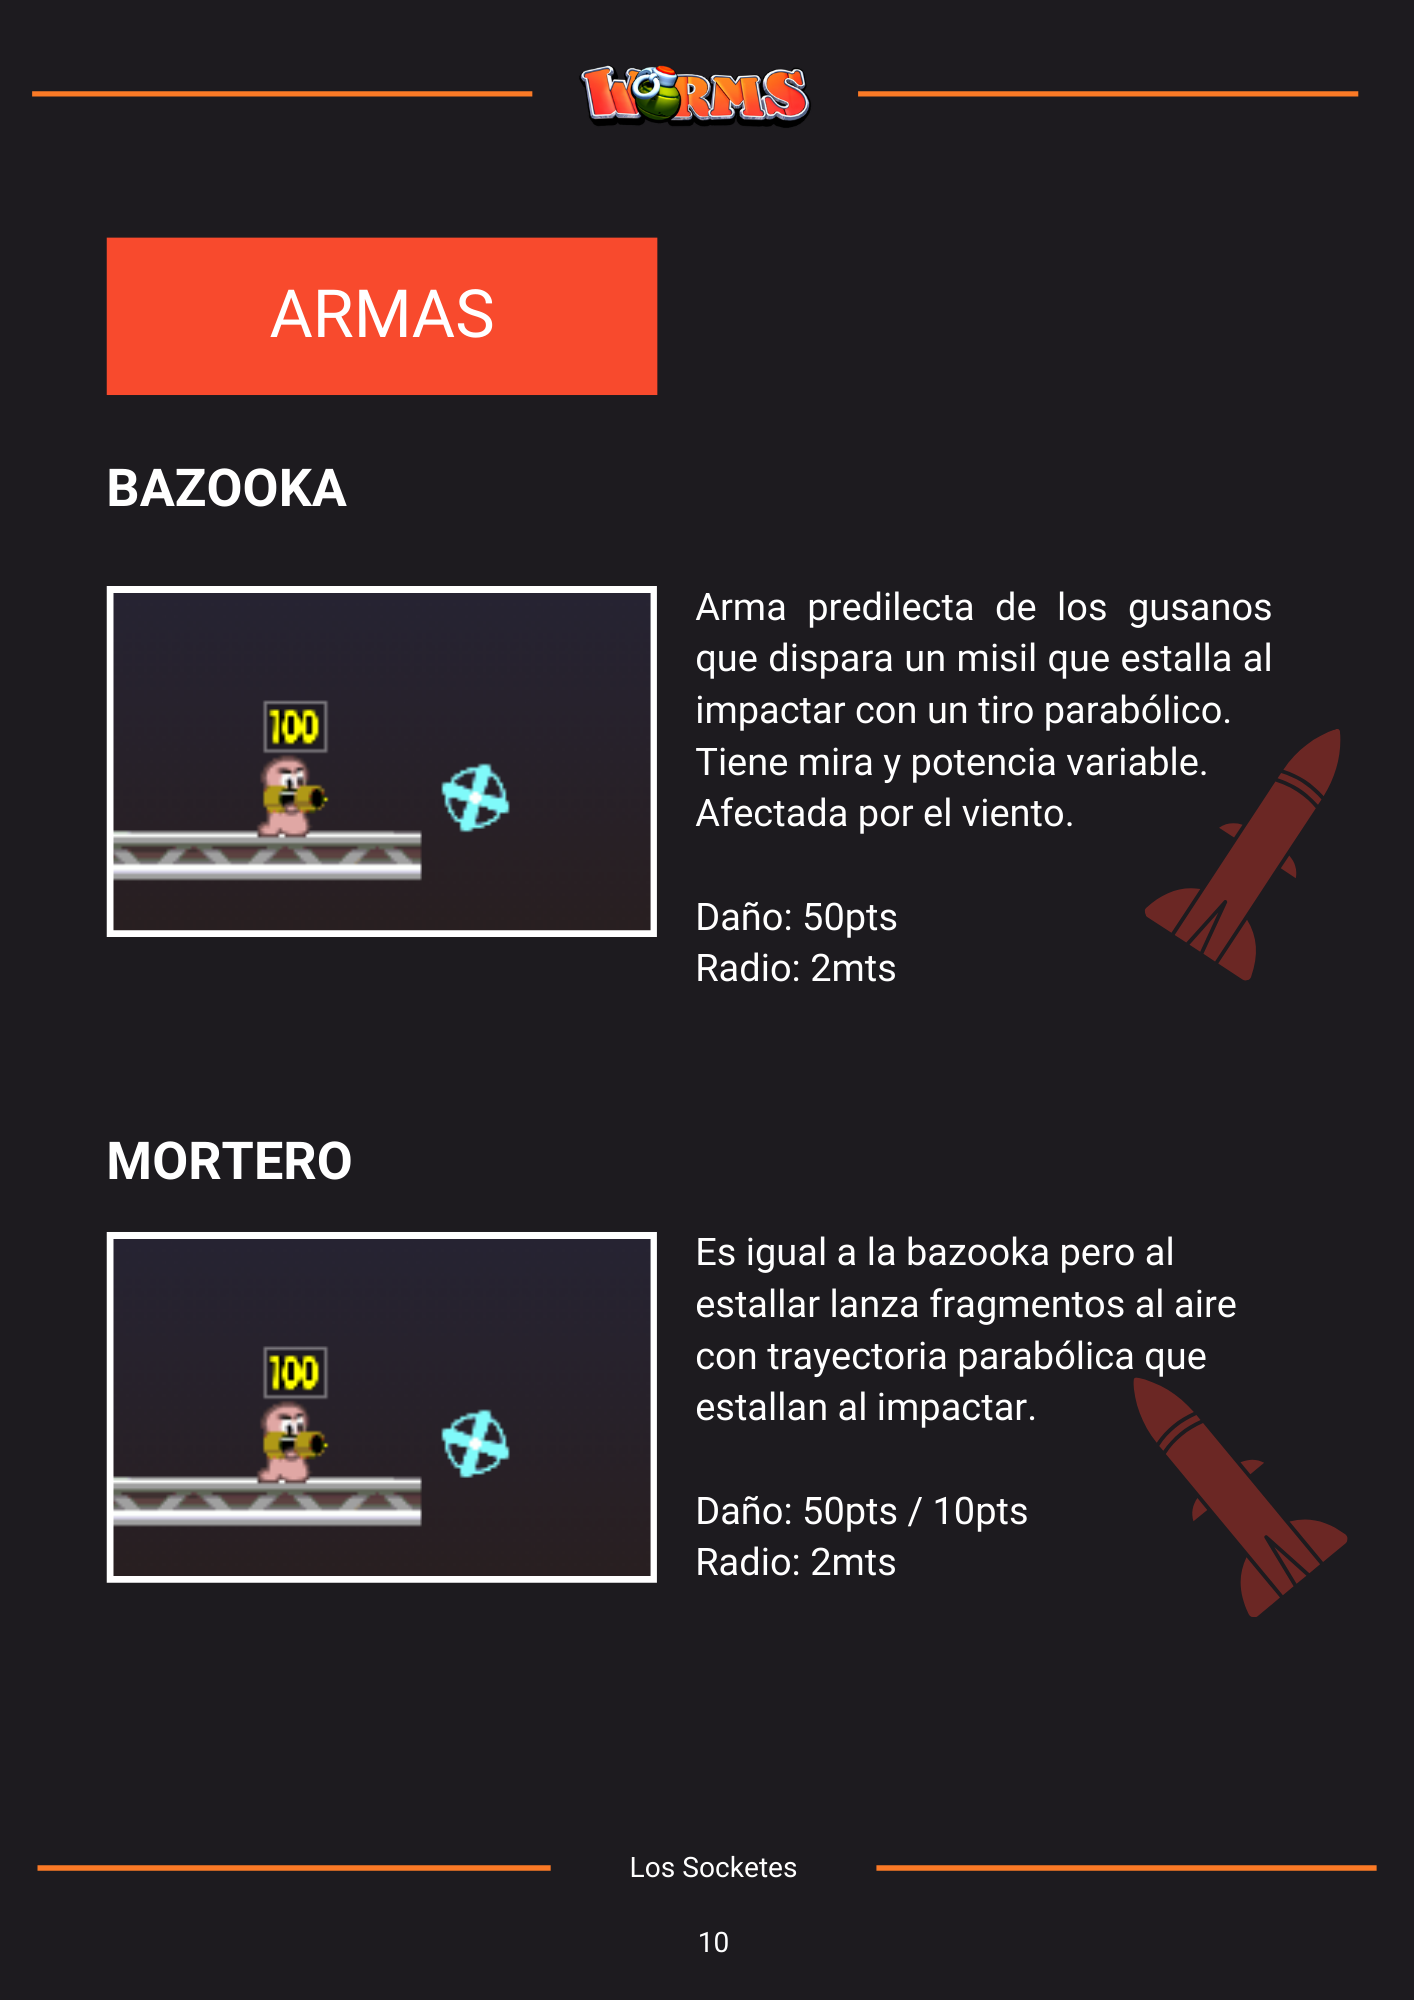 WORMS
ARMAS
BAZOOKA
100
Arma predilecta de los gusanos
que dispara un misil que estalla al
impactar con un tiro parabólico.
Tiene mira y potencia variable.
Afectada por el viento.
Daño: 50pts
Radio: 2mts
MORTERO
100
Es igual a la bazooka pero al
estallar lanza fragmentos al aire
con trayectoria parabólica que
estallan al impactar.
Daño: 50pts / 10pts
Radio: 2mts
Los Socketes
10